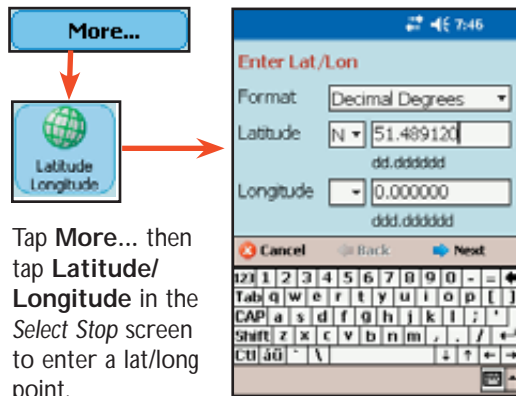 More...
Latitude
Longitude
Tap More... then
tap Latitude/
Longitude in the
Select Stop screen
to enter a lat/long
point.
7:46
Enter Lat/Lon
Format Decimal Degrees
Latitude N 51.489120
dd.dddddd
Longitude 0.000000
ddd.dddddd
Cancel Back Next
123 1 2 3 4 5 6 7 8 9 0 - =
Tab q w e r t y u i o p [ ]
CAP a s d f g h j k l ; '
Shift z x c v b n m , . /
Ctl áü ` \